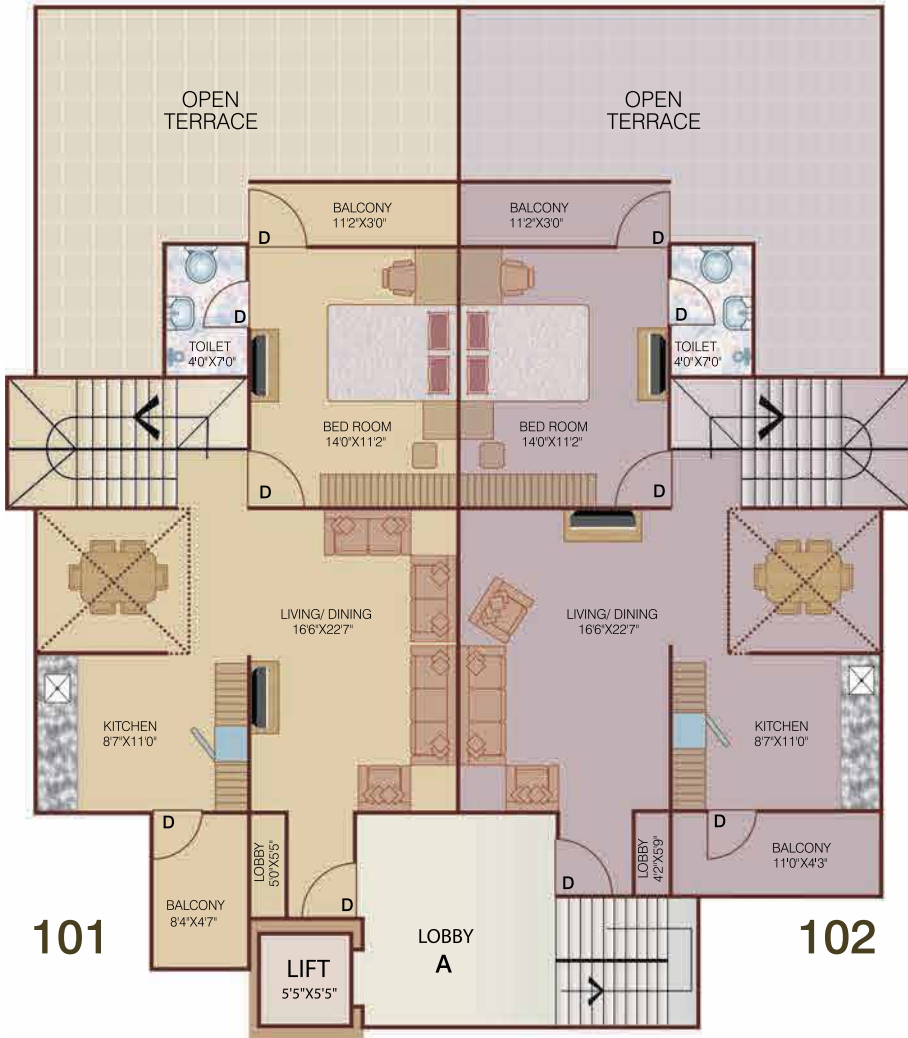 OPEN
TERRACE
OPEN
TERRACE
BALCONY
11'2"X3'0"
BALCONY
11'2"X3'0"
D
D
D
D
TOILET
4'0"X7'0"
TOILET
4'0"X7'0"
BED ROOM
14'0"X11'2"
BED ROOM
14'0"X11'2"
D
D
LIVING/ DINING
16'6"X22'7"
LIVING/ DINING
16'6"X22'7"
KITCHEN
8'7"X11'0"
KITCHEN
8'7"X11'0"
D
D
LOBBY
5'0"X5'5"
LOBBY
4'2"X5'9"
BALCONY
11'0"X4'3"
D
D
BALCONY
8'4"X4'7"
101
LOBBY
A
102
LIFT
5'5"X5'5"